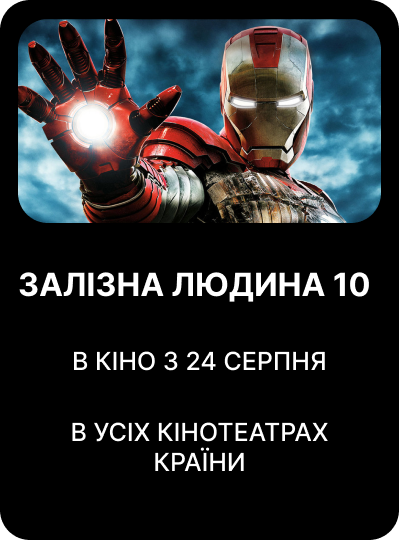 ЗАЛІЗНА ЛЮДИНА 10
В КІНО З 24 СЕРПНЯ
В УСІХ КІНОТЕАТРАХ
КРАЇНИ